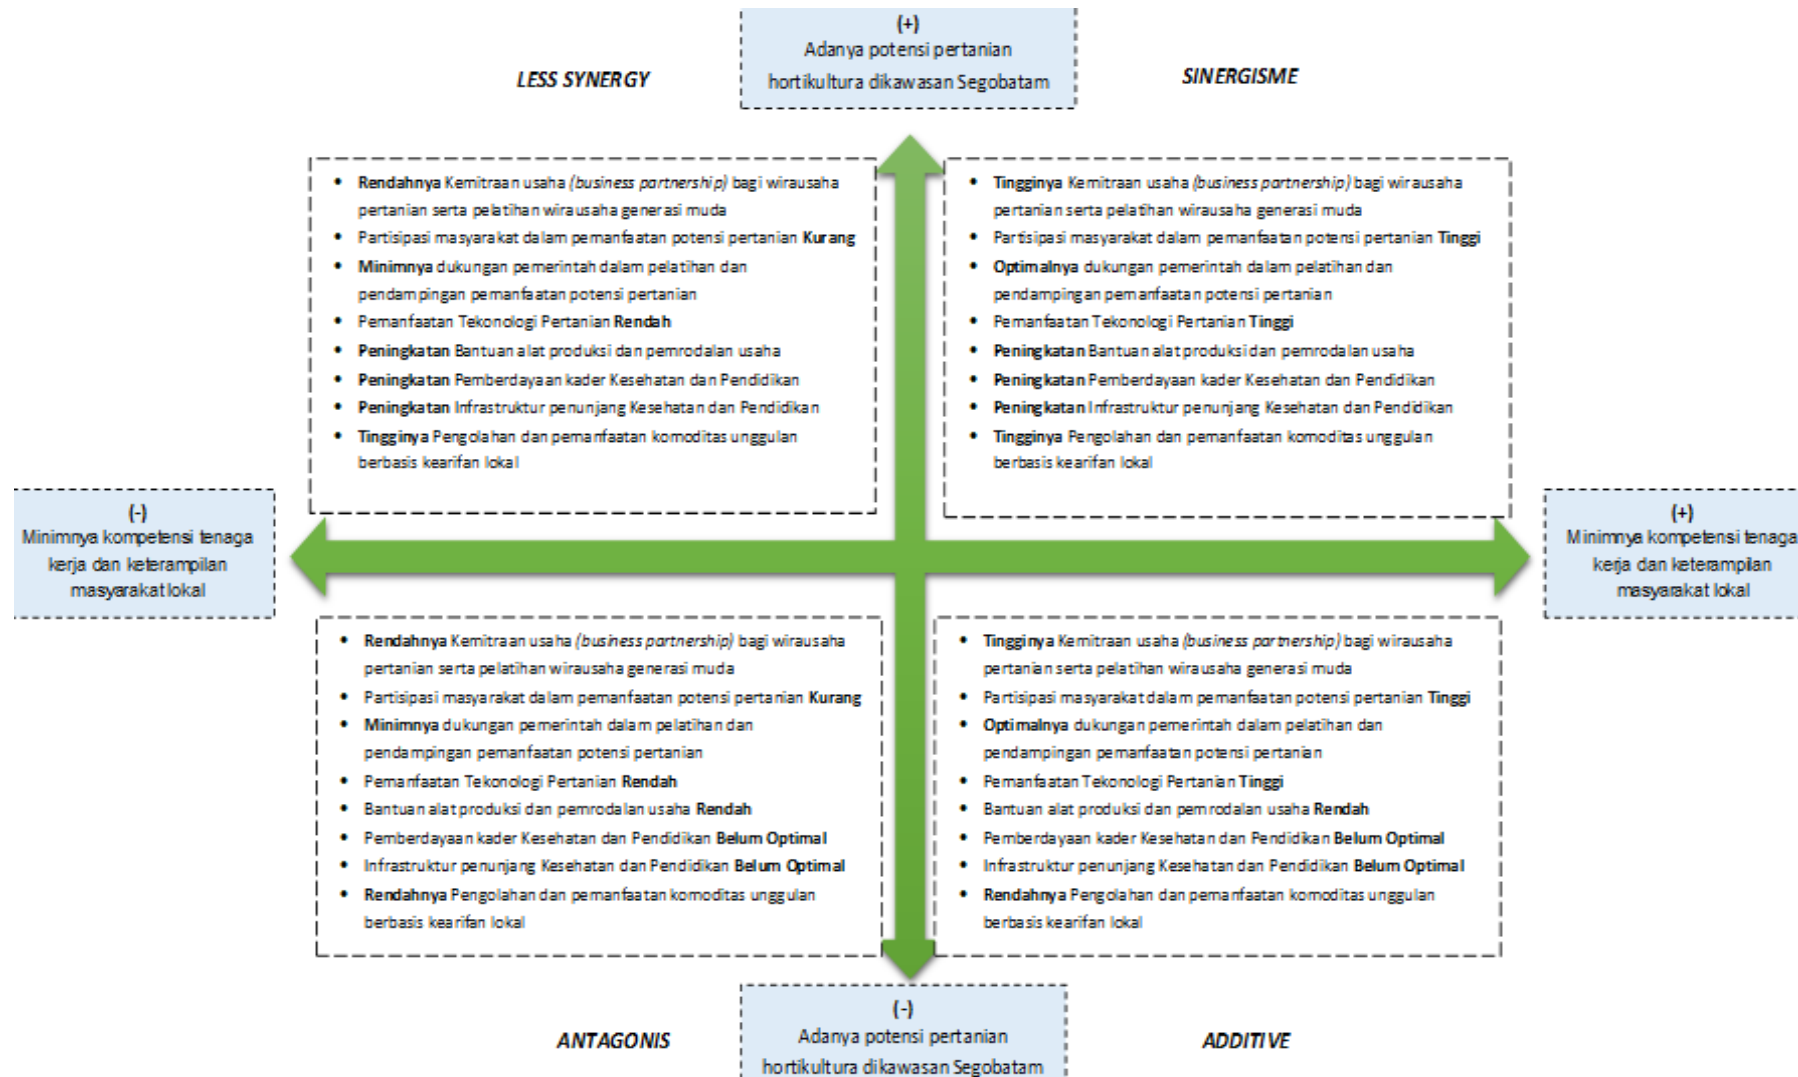 (+)
Adanya potensi pertanian
hortikultura dikawasan Segobatam
LESS SYNERGY
SINERGISME
• Rendahnya Kemitraan usaha (business partnership) bagi wirausaha
pertanian serta pelatihan wirausaha generasi muda
• Partisipasi masyarakat dalam pemanfaatan potensi pertanian Kurang
• Minimnya dukungan pemerintah dalam pelatihan dan
pendampingan pemanfaatan potensi pertanian
• Pemanfaatan Tekonologi Pertanian Rendah
• Peningkatan Bantuan alat produksi dan pemrodalan usaha
• Peningkatan Pemberdayaan kader Kesehatan dan Pendidikan
• Peningkatan Infrastruktur penunjang Kesehatan dan Pendidikan
• Tingginya Pengolahan dan pemanfaatan komoditas unggulan
berbasis kearifan lokal
• Tingginya Kemitraan usaha (business partnership) bagi wirausaha
pertanian serta pelatihan wirausaha generasi muda
• Partisipasi masyarakat dalam pemanfaatan potensi pertanian Tinggi
• Optimalnya dukungan pemerintah dalam pelatihan dan
pendampingan pemanfaatan potensi pertanian
• Pemanfaatan Tekonologi Pertanian Tinggi
• Peningkatan Bantuan alat produksi dan pemrodalan usaha
• Peningkatan Pemberdayaan kader Kesehatan dan Pendidikan
• Peningkatan Infrastruktur penunjang Kesehatan dan Pendidikan
• Tingginya Pengolahan dan pemanfaatan komoditas unggulan
berbasis kearifan lokal
(-)
Minimnya kompetensi tenaga
kerja dan keterampilan
masyarakat lokal
(+)
Minimnya kompetensi tenaga
kerja dan keterampilan
masyarakat lokal
• Rendahnya Kemitraan usaha (business partnership) bagi wirausaha
pertanian serta pelatihan wirausaha generasi muda
• Partisipasi masyarakat dalam pemanfaatan potensi pertanian Kurang
• Minimnya dukungan pemerintah dalam pelatihan dan
pendampingan pemanfaatan potensi pertanian
• Pemanfaatan Tekonologi Pertanian Rendah
• Bantuan alat produksi dan pemrodalan usaha Rendah
• Pemberdayaan kader Kesehatan dan Pendidikan Belum Optimal
• Infrastruktur penunjang Kesehatan dan Pendidikan Belum Optimal
• Rendahnya Pengolahan dan pemanfaatan komoditas unggulan
berbasis kearifan lokal
• Tingginya Kemitraan usaha (business partnership) bagi wirausaha
pertanian serta pelatihan wirausaha generasi muda
• Partisipasi masyarakat dalam pemanfaatan potensi pertanian Tinggi
• Optimalnya dukungan pemerintah dalam pelatihan dan
pendampingan pemanfaatan potensi pertanian
• Pemanfaatan Tekonologi Pertanian Tinggi
• Bantuan alat produksi dan pemrodalan usaha Rendah
• Pemberdayaan kader Kesehatan dan Pendidikan Belum Optimal
• Infrastruktur penunjang Kesehatan dan Pendidikan Belum Optimal
• Rendahnya Pengolahan dan pemanfaatan komoditas unggulan
berbasis kearifan lokal
ANTAGONIS
(-)
Adanya potensi pertanian
hortikultura dikawasan Segobatam
ADDITIVE